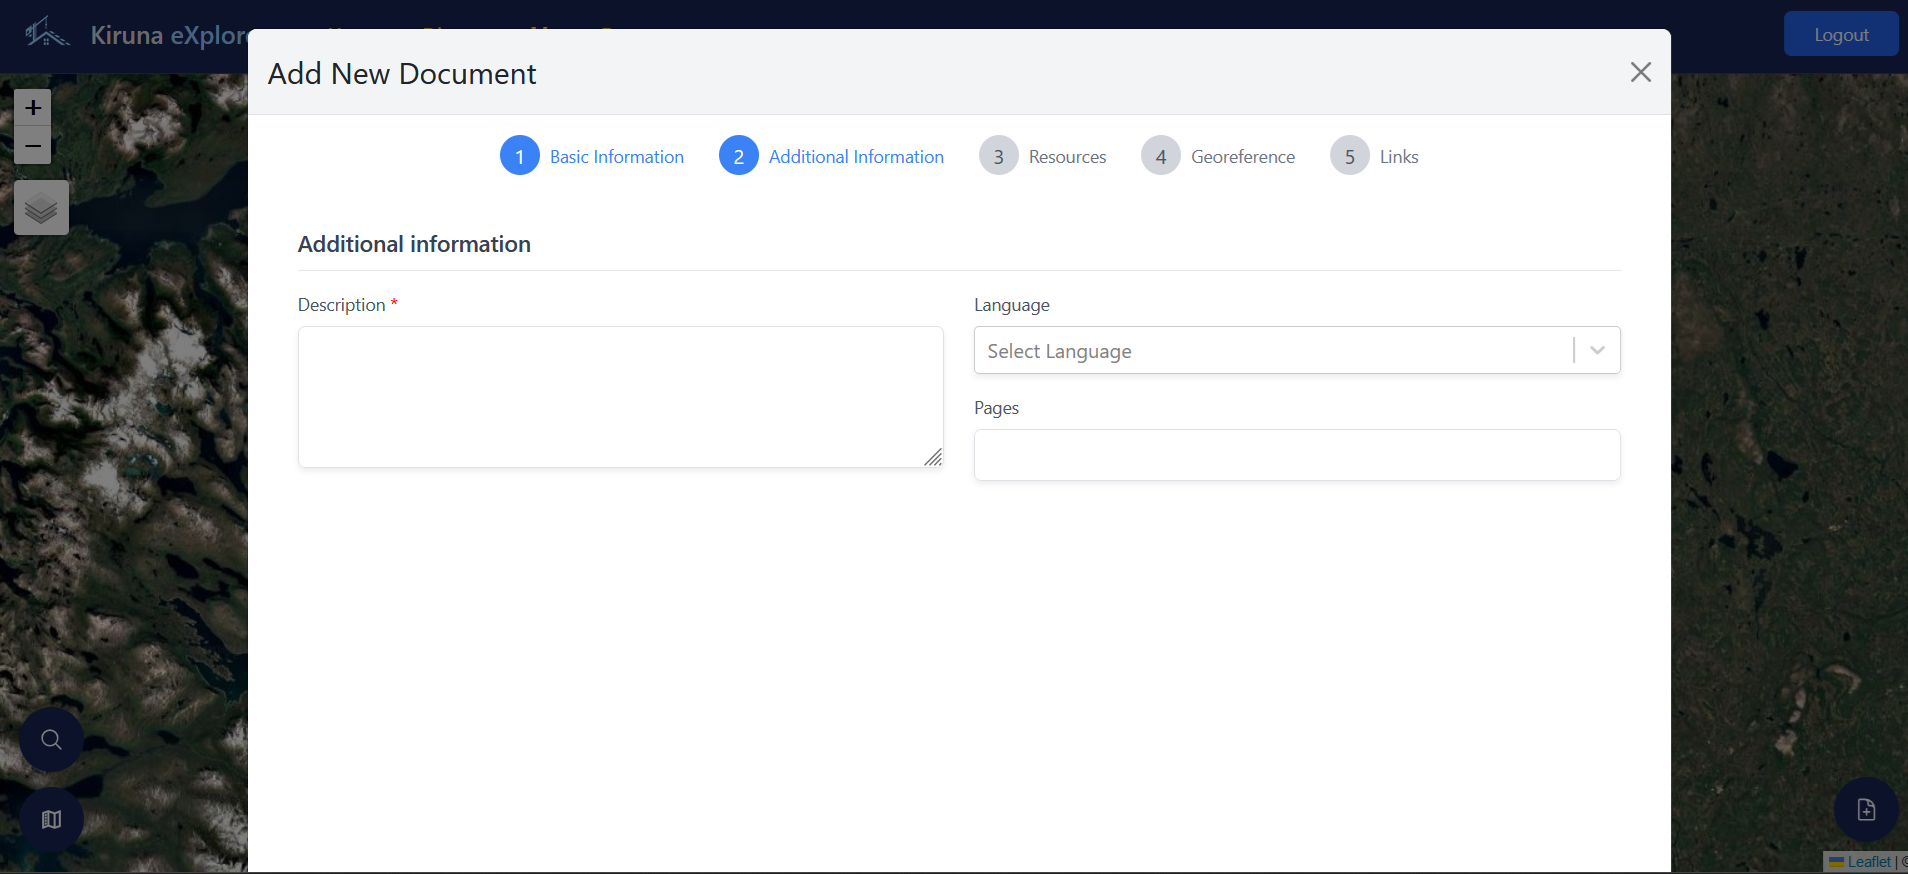 Kiruna eXplore
Logout
Add New Document
1 Basic Information 2 Additional Information 3 Resources 4 Georeference 5 Links
Additional information
Description *
Language
Select Language
Pages
Leaflet | ©